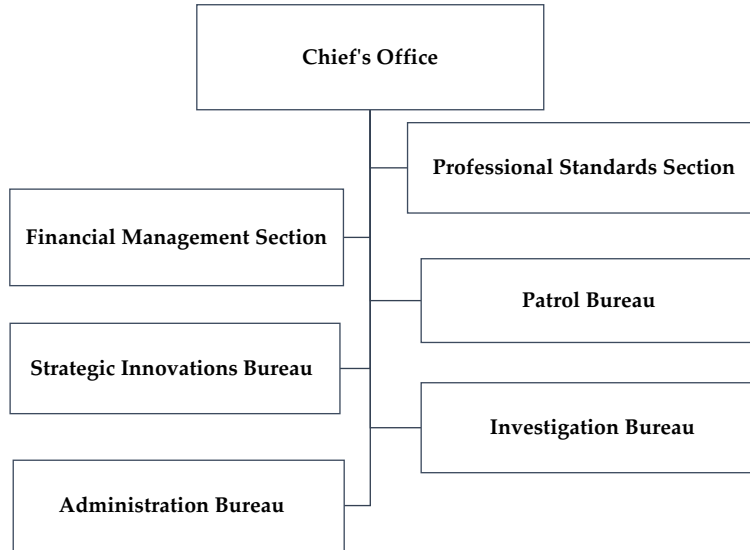 Chief's Office
Professional Standards Section
Financial Management Section
Patrol Bureau
Strategic Innovations Bureau
Investigation Bureau
Administration Bureau